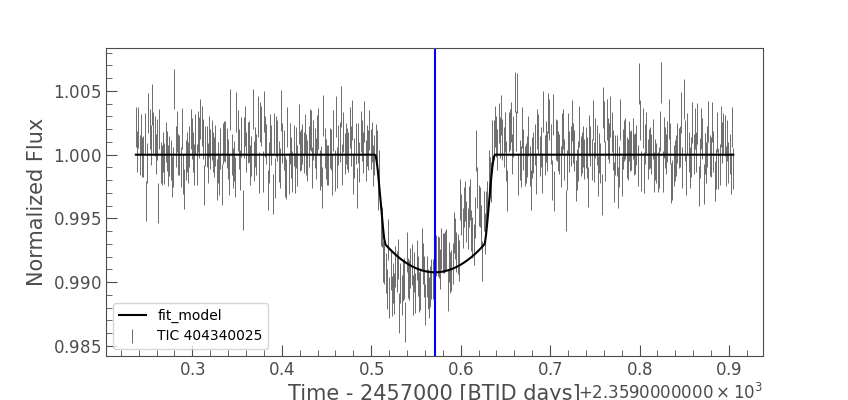 1.005
1.000
0.995
0.990
0.985
Normalized Flux
fit_model
TIC 404340025
0.3 0.4 0.5 0.6 0.7 0.8 0.9
Time - 2457000 [BTJD days]
+2.3590000000 × 10³